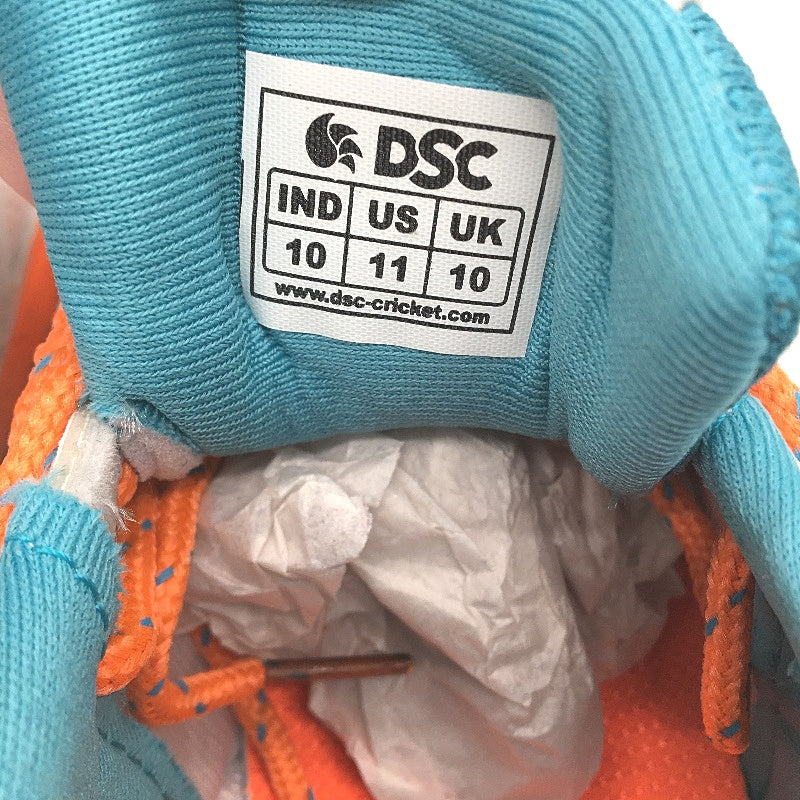 DSC
IND US UK
10 11 10
www.dsc-cricket.com